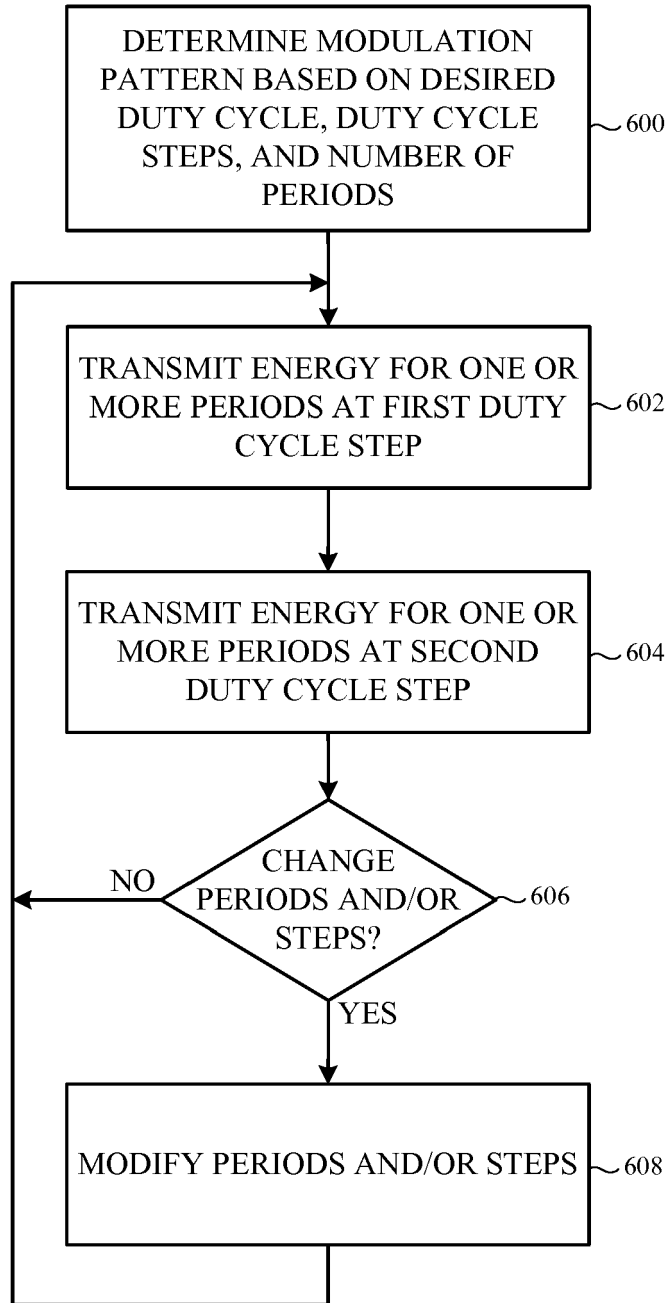 DETERMINE MODULATION
PATTERN BASED ON DESIRED
DUTY CYCLE, DUTY CYCLE
STEPS, AND NUMBER OF
PERIODS
600
TRANSMIT ENERGY FOR ONE OR
MORE PERIODS AT FIRST DUTY
CYCLE STEP
602
TRANSMIT ENERGY FOR ONE OR
MORE PERIODS AT SECOND
DUTY CYCLE STEP
604
CHANGE
PERIODS AND/OR
STEPS?
606
NO
YES
MODIFY PERIODS AND/OR STEPS
608